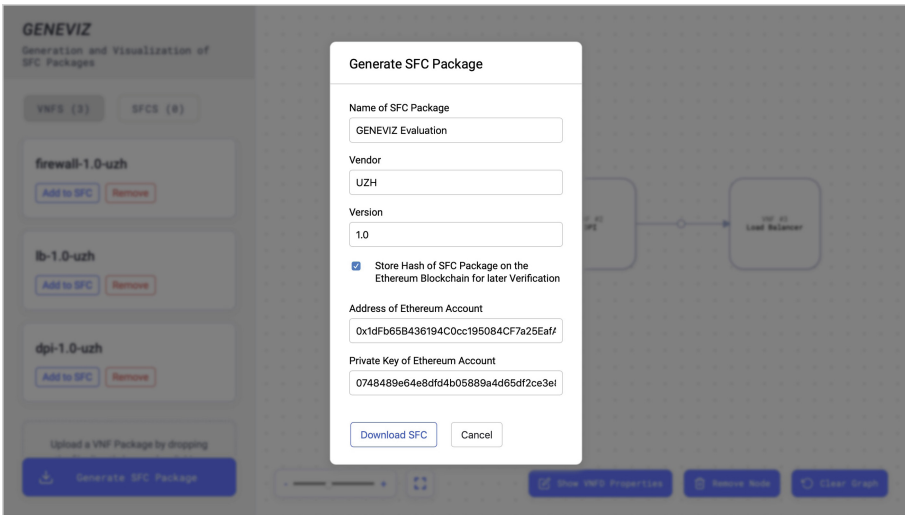 GENEVIZ
Generation and Visualization of
SFC Packages
VNFS (3)
SFCS (0)
firewall-1.0-uzh
Add to SFC
Remove
lb-1.0-uzh
Add to SFC
Remove
dpi-1.0-uzh
Add to SFC
Remove
Upload a VNF Package by dropping
Generate SFC Package
Generate SFC Package
Name of SFC Package
GENEVIZ Evaluation
Vendor
UZH
Version
1.0
Store Hash of SFC Package on the
Ethereum Blockchain for later Verification
Address of Ethereum Account
0x1dFb65B436194C0cc195084CF7a25EafA
Private Key of Ethereum Account
0748489e64e8dfd4b05889a4d65df2ce3e8
Download SFC
Cancel
Load Balancer
Show VNFD Properties
Remove Node
Clear Graph